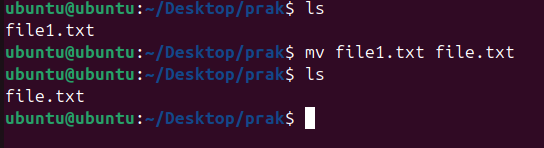 ubuntu@ubuntu:~/Desktop/prak$ ls
file1.txt
ubuntu@ubuntu:~/Desktop/prak$ mv file1.txt file.txt
ubuntu@ubuntu:~/Desktop/prak$ ls
file.txt
ubuntu@ubuntu:~/Desktop/prak$